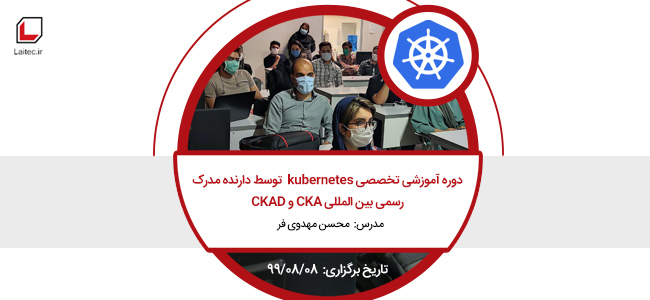 Laitec.ir
دوره آموزشی تخصصی kubernetes توسط دارنده مدرک
رسمی بین المللی CKA و CKAD
مدرس: محسن مهدوی فر
تاریخ برگزاری: ۹۹/۰۸/۰۸